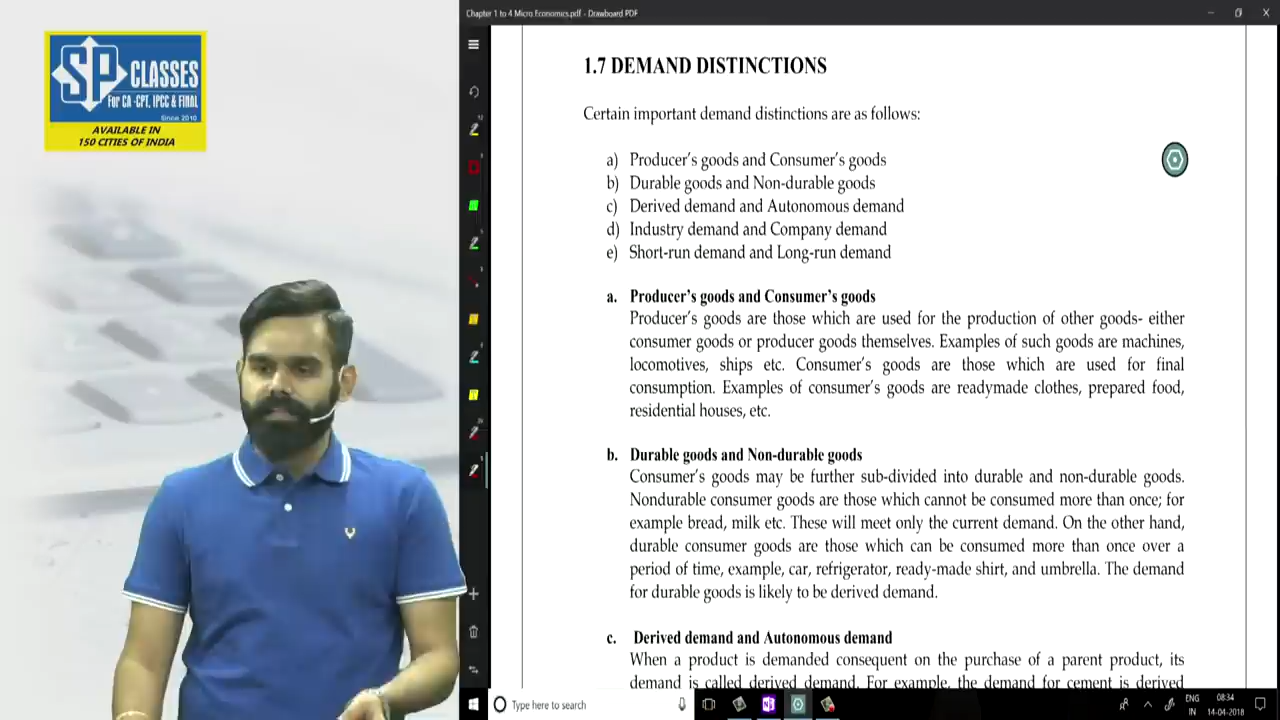 SP CLASSES
For CA -CPT, IPCC & FINAL
Since 2010
AVAILABLE IN
150 CITIES OF INDIA
Chapter 1 to 4 Micro Economics.pdf - Drawboard PDF
1.7 DEMAND DISTINCTIONS
Certain important demand distinctions are as follows:
a) Producer's goods and Consumer's goods
b) Durable goods and Non-durable goods
c) Derived demand and Autonomous demand
d) Industry demand and Company demand
e) Short-run demand and Long-run demand
a. Producer's goods and Consumer's goods
Producer's goods are those which are used for the production of other goods- either
consumer goods or producer goods themselves. Examples of such goods are machines,
locomotives, ships etc. Consumer's goods are those which are used for final
consumption. Examples of consumer's goods are readymade clothes, prepared food,
residential houses, etc.
b. Durable goods and Non-durable goods
Consumer's goods may be further sub-divided into durable and non-durable goods.
Nondurable consumer goods are those which cannot be consumed more than once; for
example bread, milk etc. These will meet only the current demand. On the other hand,
durable consumer goods are those which can be consumed more than once over a
period of time, example, car, refrigerator, ready-made shirt, and umbrella. The demand
for durable goods is likely to be derived demand.
c. Derived demand and Autonomous demand
When a product is demanded consequent on the purchase of a parent product, its
demand is called derived demand. For example, the demand for cement is derived
Type here to search
ENG
IN
08:34
14-04-2018